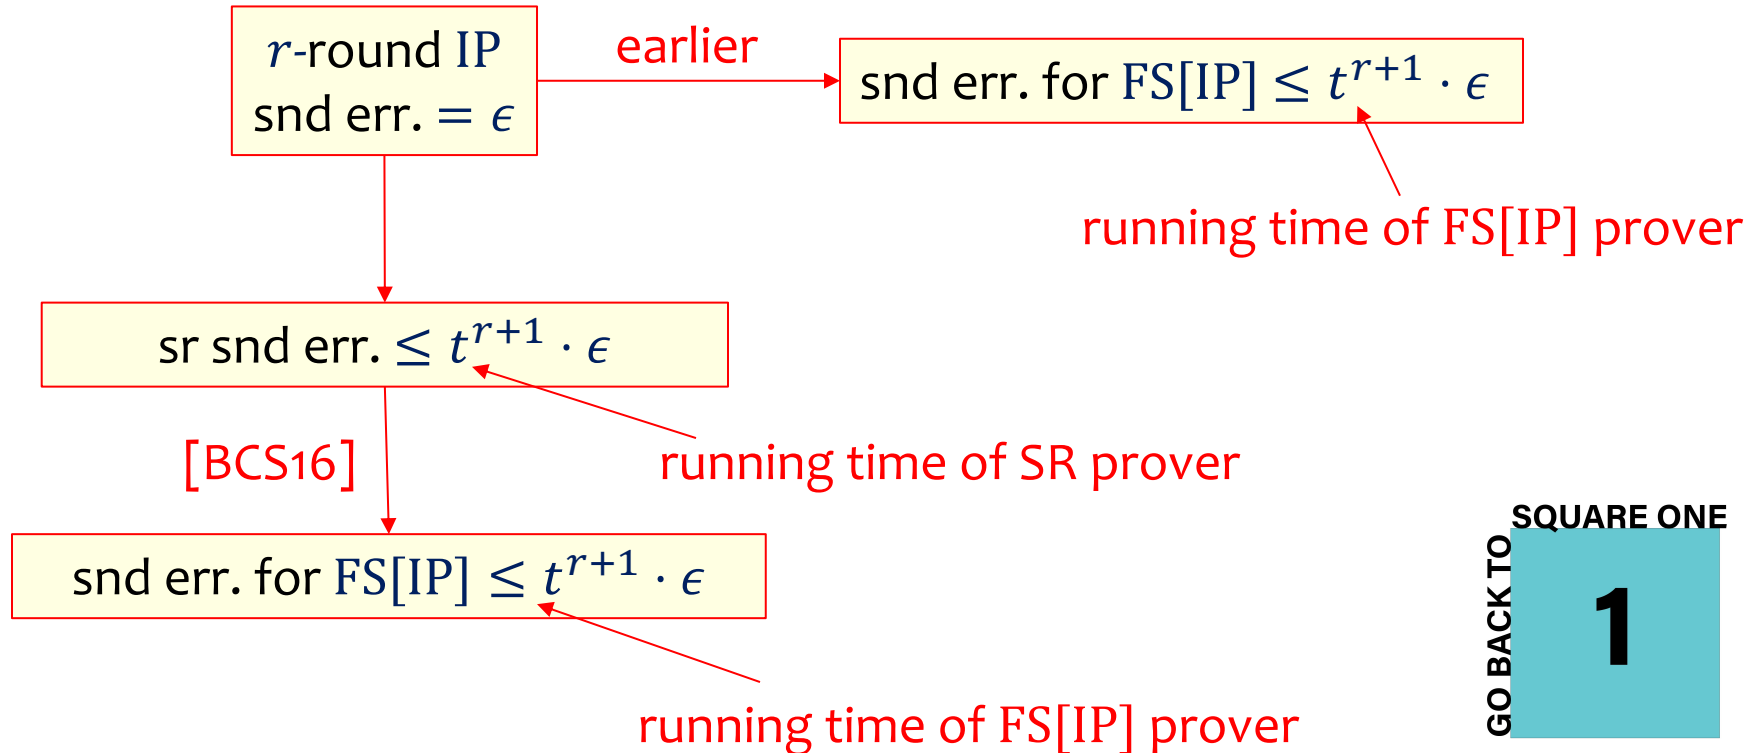 r-round IP
snd err. = ϵ
earlier
snd err. for FS[IP] ≤ t^{r+1} · ϵ
running time of FS[IP] prover
sr snd err. ≤ t^{r+1} · ϵ
[BCS16]
running time of SR prover
snd err. for FS[IP] ≤ t^{r+1} · ϵ
running time of FS[IP] prover
GO BACK TO
SQUARE ONE
1